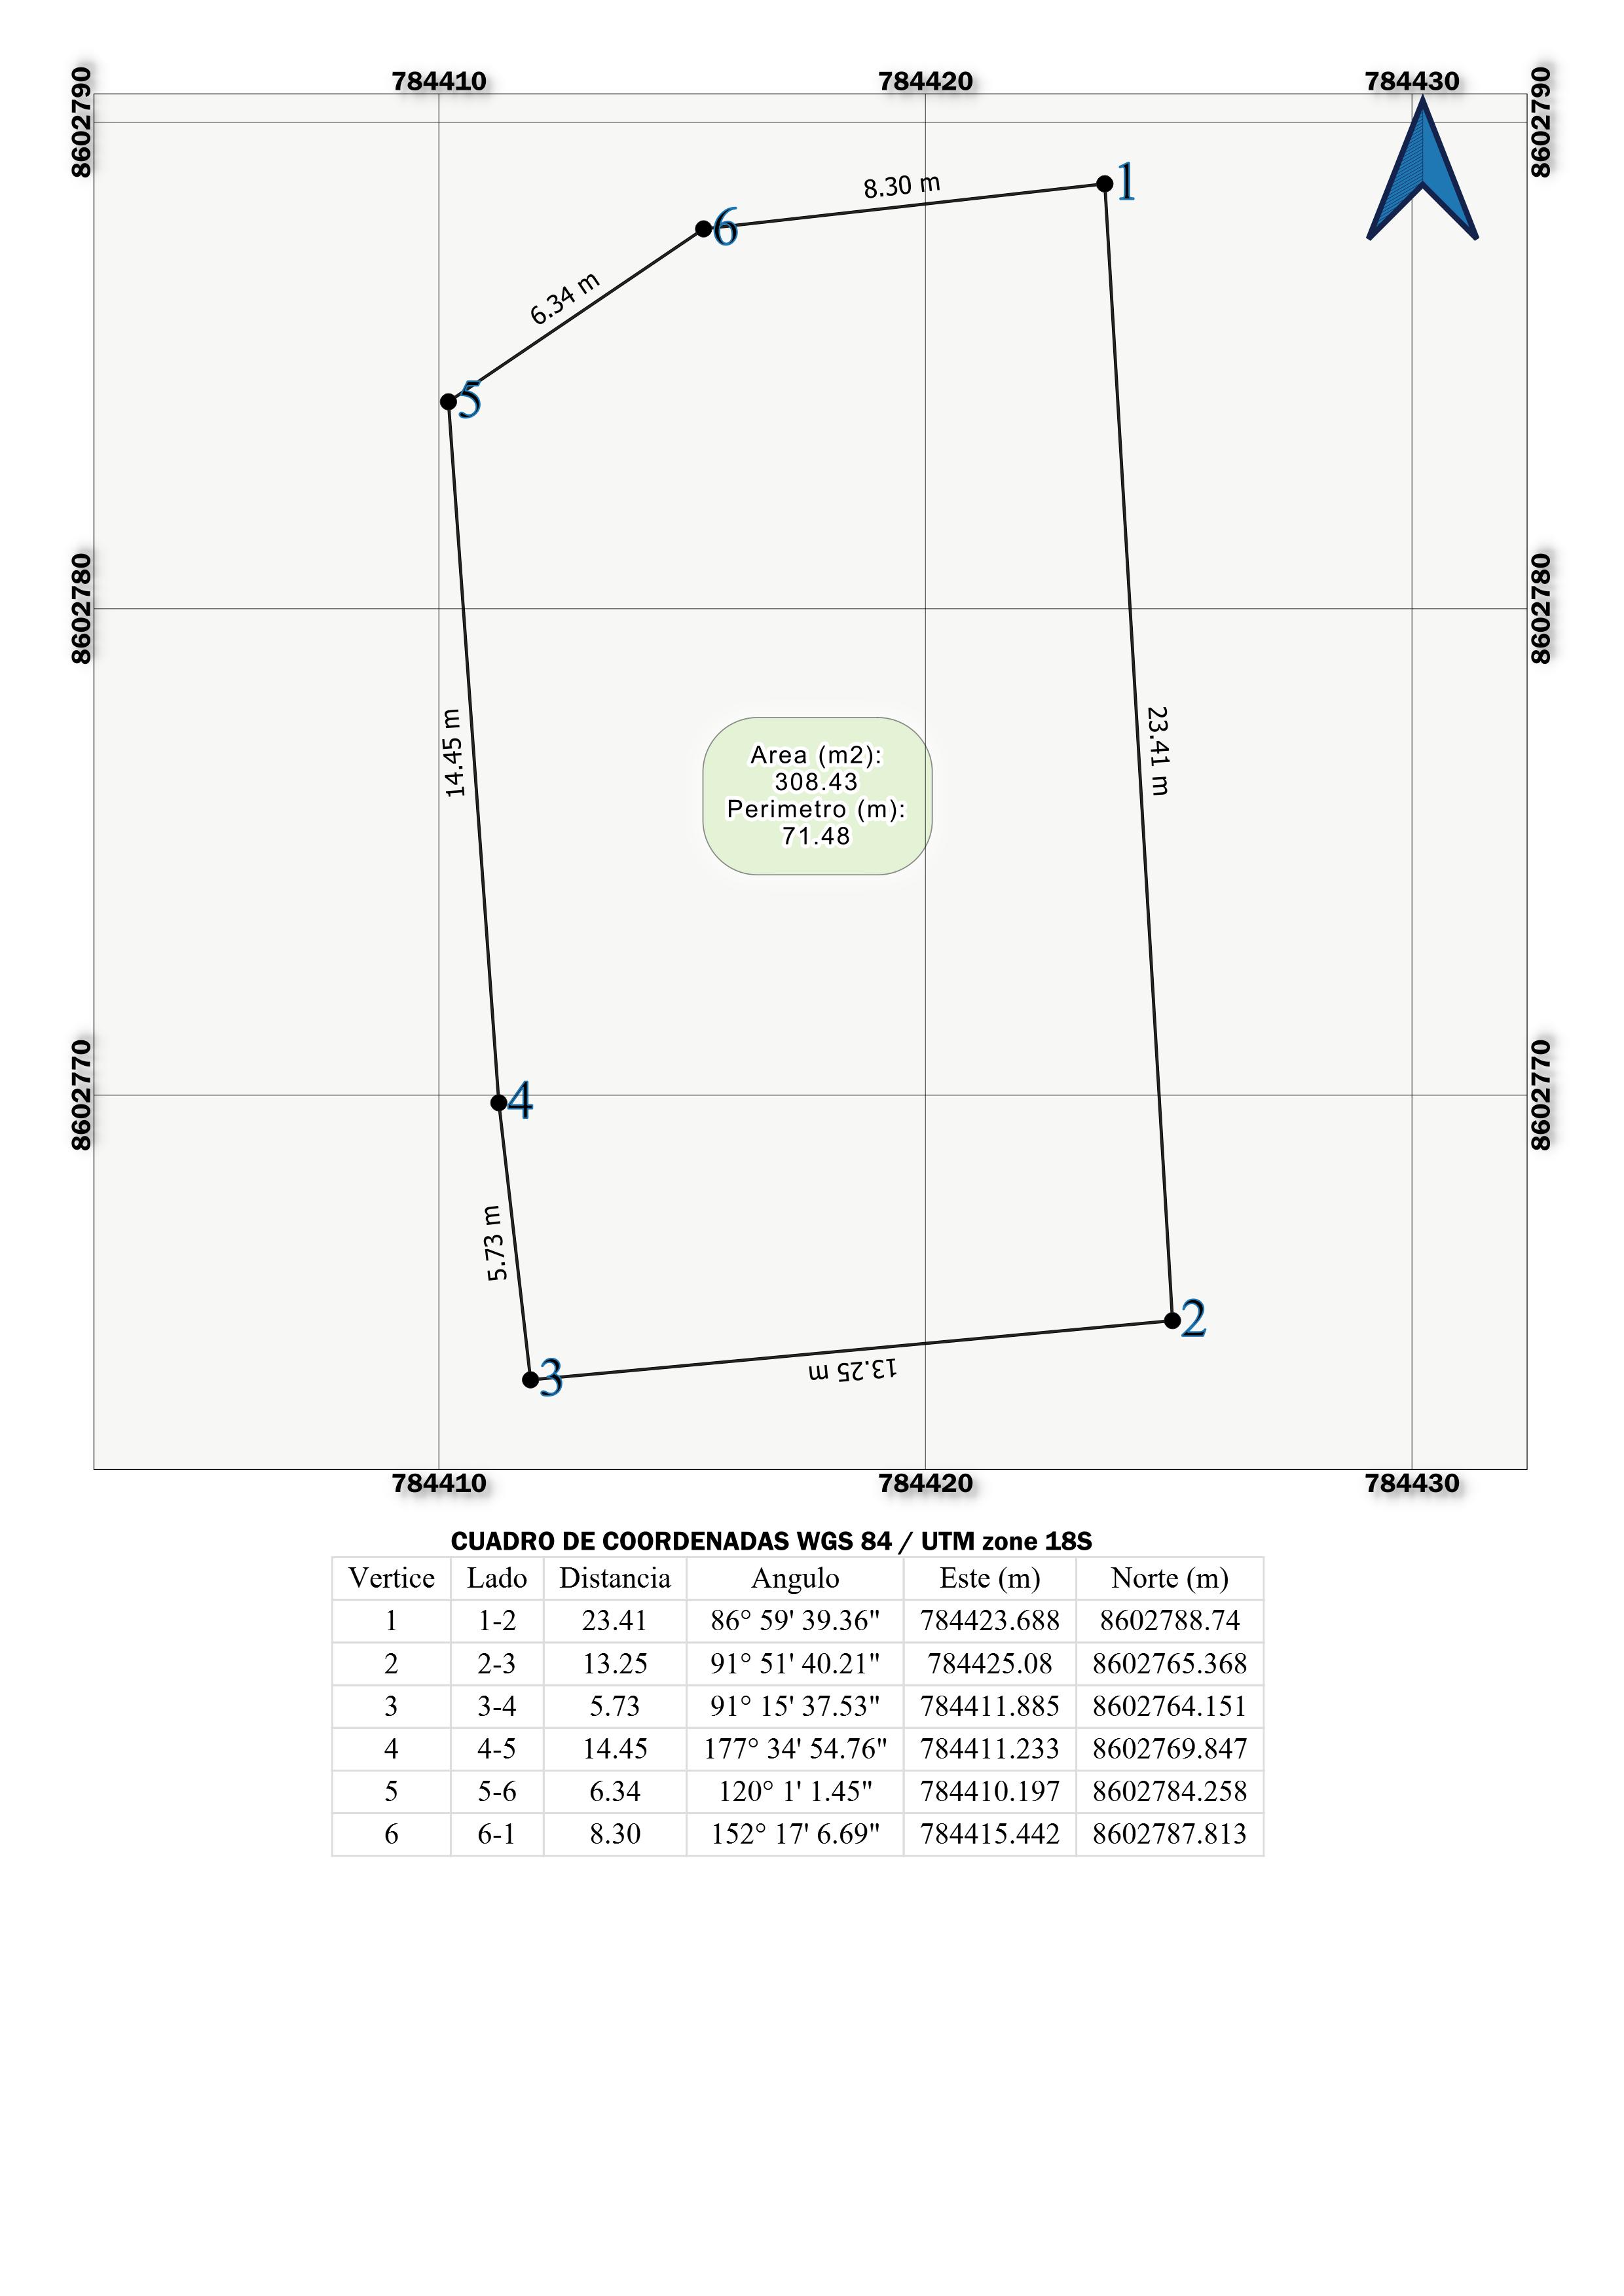 784410 784420 784430
8602790 8602790
1
8.30 m
6
6.34 m
5
8602780 8602780
14.45 m
23.41 m
Area (m2):
308.43
Perimetro (m):
71.48
8602770 8602770
4
5.73 m
2
13.25 m
3
784410 784420 784430
CUADRO DE COORDENADAS WGS 84 / UTM zone 18S
Vertice Lado Distancia Angulo Este (m) Norte (m)
1 1-2 23.41 86° 59' 39.36" 784423.688 8602788.74
2 2-3 13.25 91° 51' 40.21" 784425.08 8602765.368
3 3-4 5.73 91° 15' 37.53" 784411.885 8602764.151
4 4-5 14.45 177° 34' 54.76" 784411.233 8602769.847
5 5-6 6.34 120° 1' 1.45" 784410.197 8602784.258
6 6-1 8.30 152° 17' 6.69" 784415.442 8602787.813